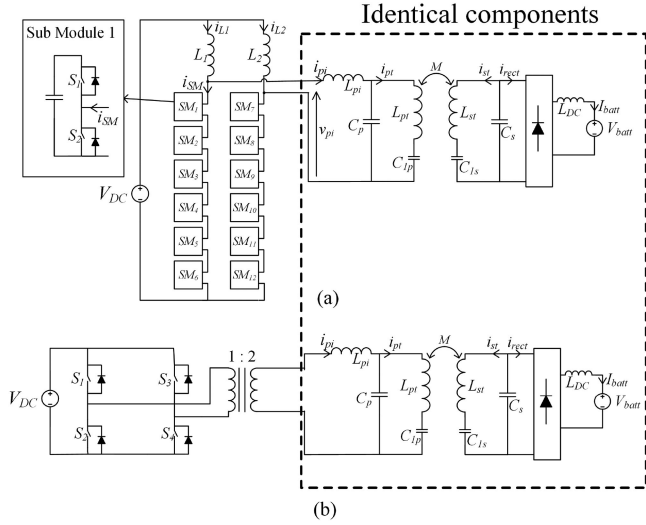 Identical components
Sub Module 1
S1
S2
iSM
VDC
iL1
iL2
L1
L2
iSM
SM1
SM2
SM3
SM4
SM5
SM6
SM7
SM8
SM9
SM10
SM11
SM12
ipi
Lpi
vpi
ipt
M
ist
irect
Cp
Lpt
C1p
Lst
C1s
Cs
LDC
Ibatt
Vbatt
(a)
VDC
S1
S2
S3
S4
1 : 2
ipi
Lpi
ipt
M
ist
irect
Cp
Lpt
C1p
Lst
C1s
Cs
LDC
Ibatt
Vbatt
(b)